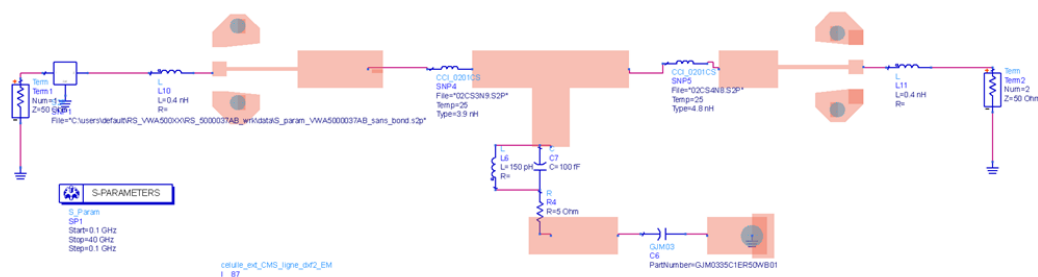 Term
Term1
Num=1
Z=50
L
L10
L=0.4 nH
R=
File="C:\users\default\RS_VWA500XX\RS_5000037AB_wrk\data\S_param_VWA5000037AB_sans_bond.s2p"
CCI_0201CS
SNP4
File="02CS3N9.S2P"
Temp=25
Type=3.9 nH
CCI_0201CS
SNP5
File="02CS4N8.S2P"
Temp=25
Type=4.8 nH
L
L11
L=0.4 nH
R=
Term
Term2
Num=2
Z=50 Ohm
L
L6
L=150 pH
R=
C
C7
C=100 fF
R
R4
R=5 Ohm
GJM03
C6
PartNumber=GJM0335C1ER50WB01
S-PARAMETERS
S_Param
SP1
Start=0.1 GHz
Stop=40 GHz
Step=0.1 GHz
cellule_ext_CMS_ligne_dxf2_EM
I__87